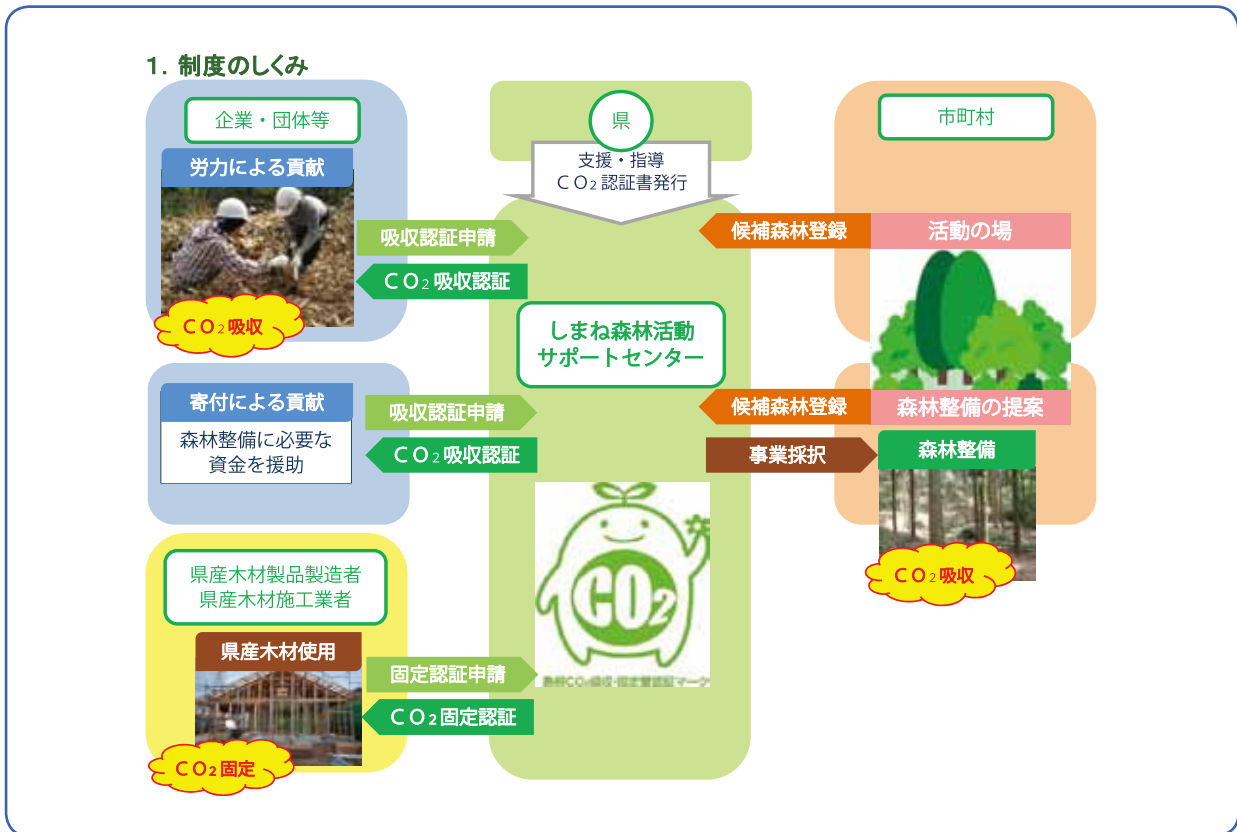 1．制度のしくみ
企業・団体等
労力による貢献
CO₂吸収
吸収認証申請
CO₂吸収認証
県
支援・指導
CO₂認証書発行
市町村
候補森林登録
活動の場
しまね森林活動
サポートセンター
寄付による貢献
森林整備に必要な
資金を援助
吸収認証申請
CO₂吸収認証
候補森林登録
森林整備の提案
事業採択
森林整備
CO₂吸収
県産木材製品製造者
県産木材施工業者
県産木材使用
CO₂固定
固定認証申請
CO₂固定認証
CO2